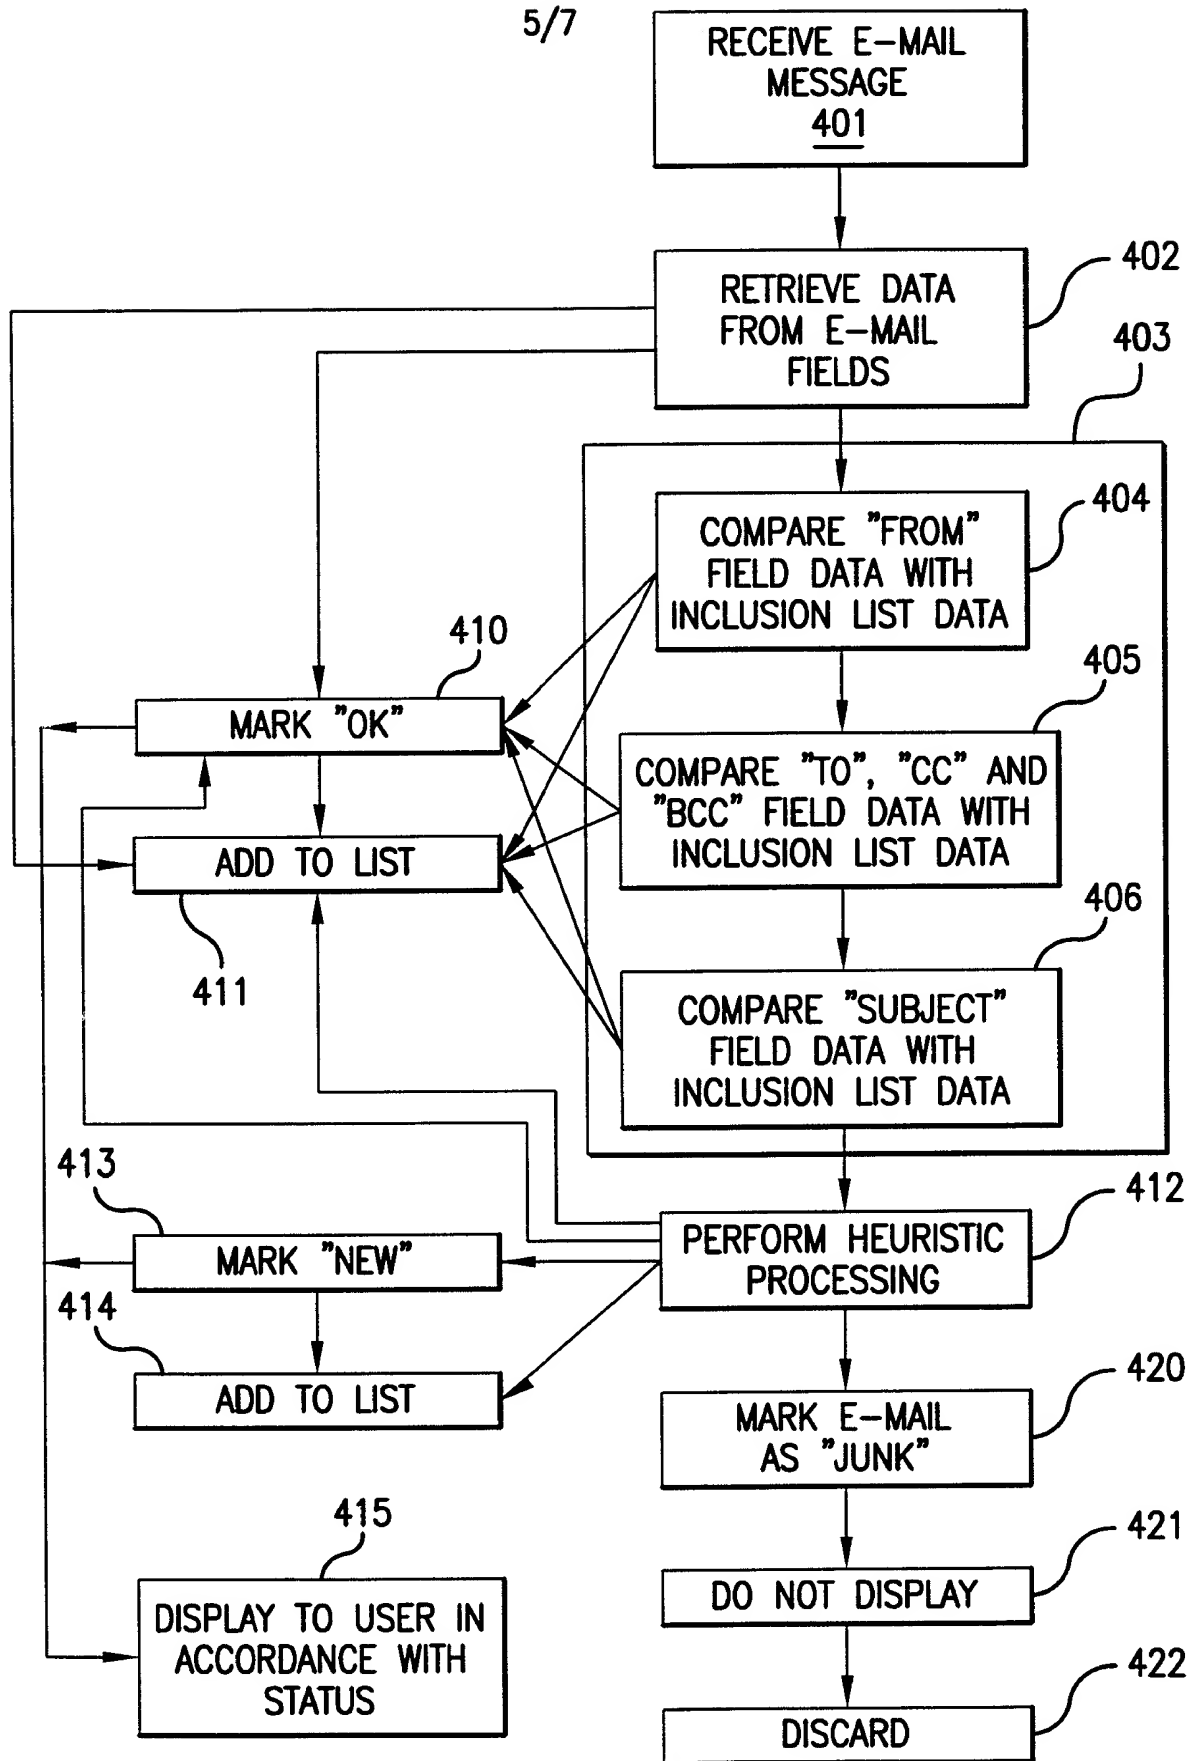 5/7
RECEIVE E-MAIL
MESSAGE
401
RETRIEVE DATA
FROM E-MAIL
FIELDS
402
403
COMPARE "FROM"
FIELD DATA WITH
INCLUSION LIST DATA
404
410
MARK "OK"
405
COMPARE "TO", "CC" AND
"BCC" FIELD DATA WITH
INCLUSION LIST DATA
ADD TO LIST
411
406
COMPARE "SUBJECT"
FIELD DATA WITH
INCLUSION LIST DATA
413
MARK "NEW"
412
PERFORM HEURISTIC
PROCESSING
414
ADD TO LIST
420
MARK E-MAIL
AS "JUNK"
415
DISPLAY TO USER IN
ACCORDANCE WITH
STATUS
421
DO NOT DISPLAY
422
DISCARD